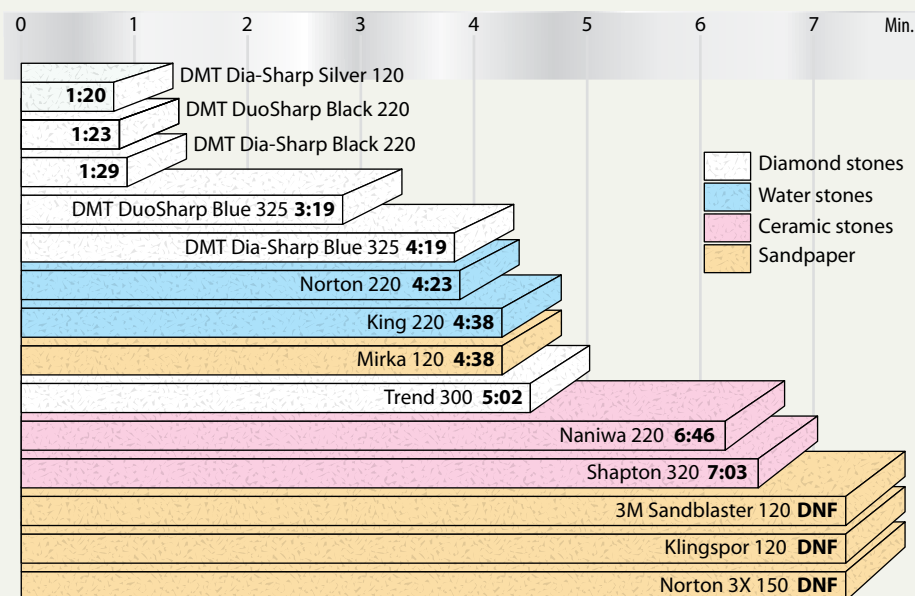 0 1 2 3 4 5 6 7 Min.
DMT Dia-Sharp Silver 120
1:20
DMT DuoSharp Black 220
1:23
DMT Dia-Sharp Black 220
1:29
DMT DuoSharp Blue 325 3:19
DMT Dia-Sharp Blue 325 4:19
Norton 220 4:23
King 220 4:38
Mirka 120 4:38
Trend 300 5:02
Naniwa 220 6:46
Shapton 320 7:03
3M Sandblaster 120 DNF
Klingspor 120 DNF
Norton 3X 150 DNF
Diamond stones
Water stones
Ceramic stones
Sandpaper